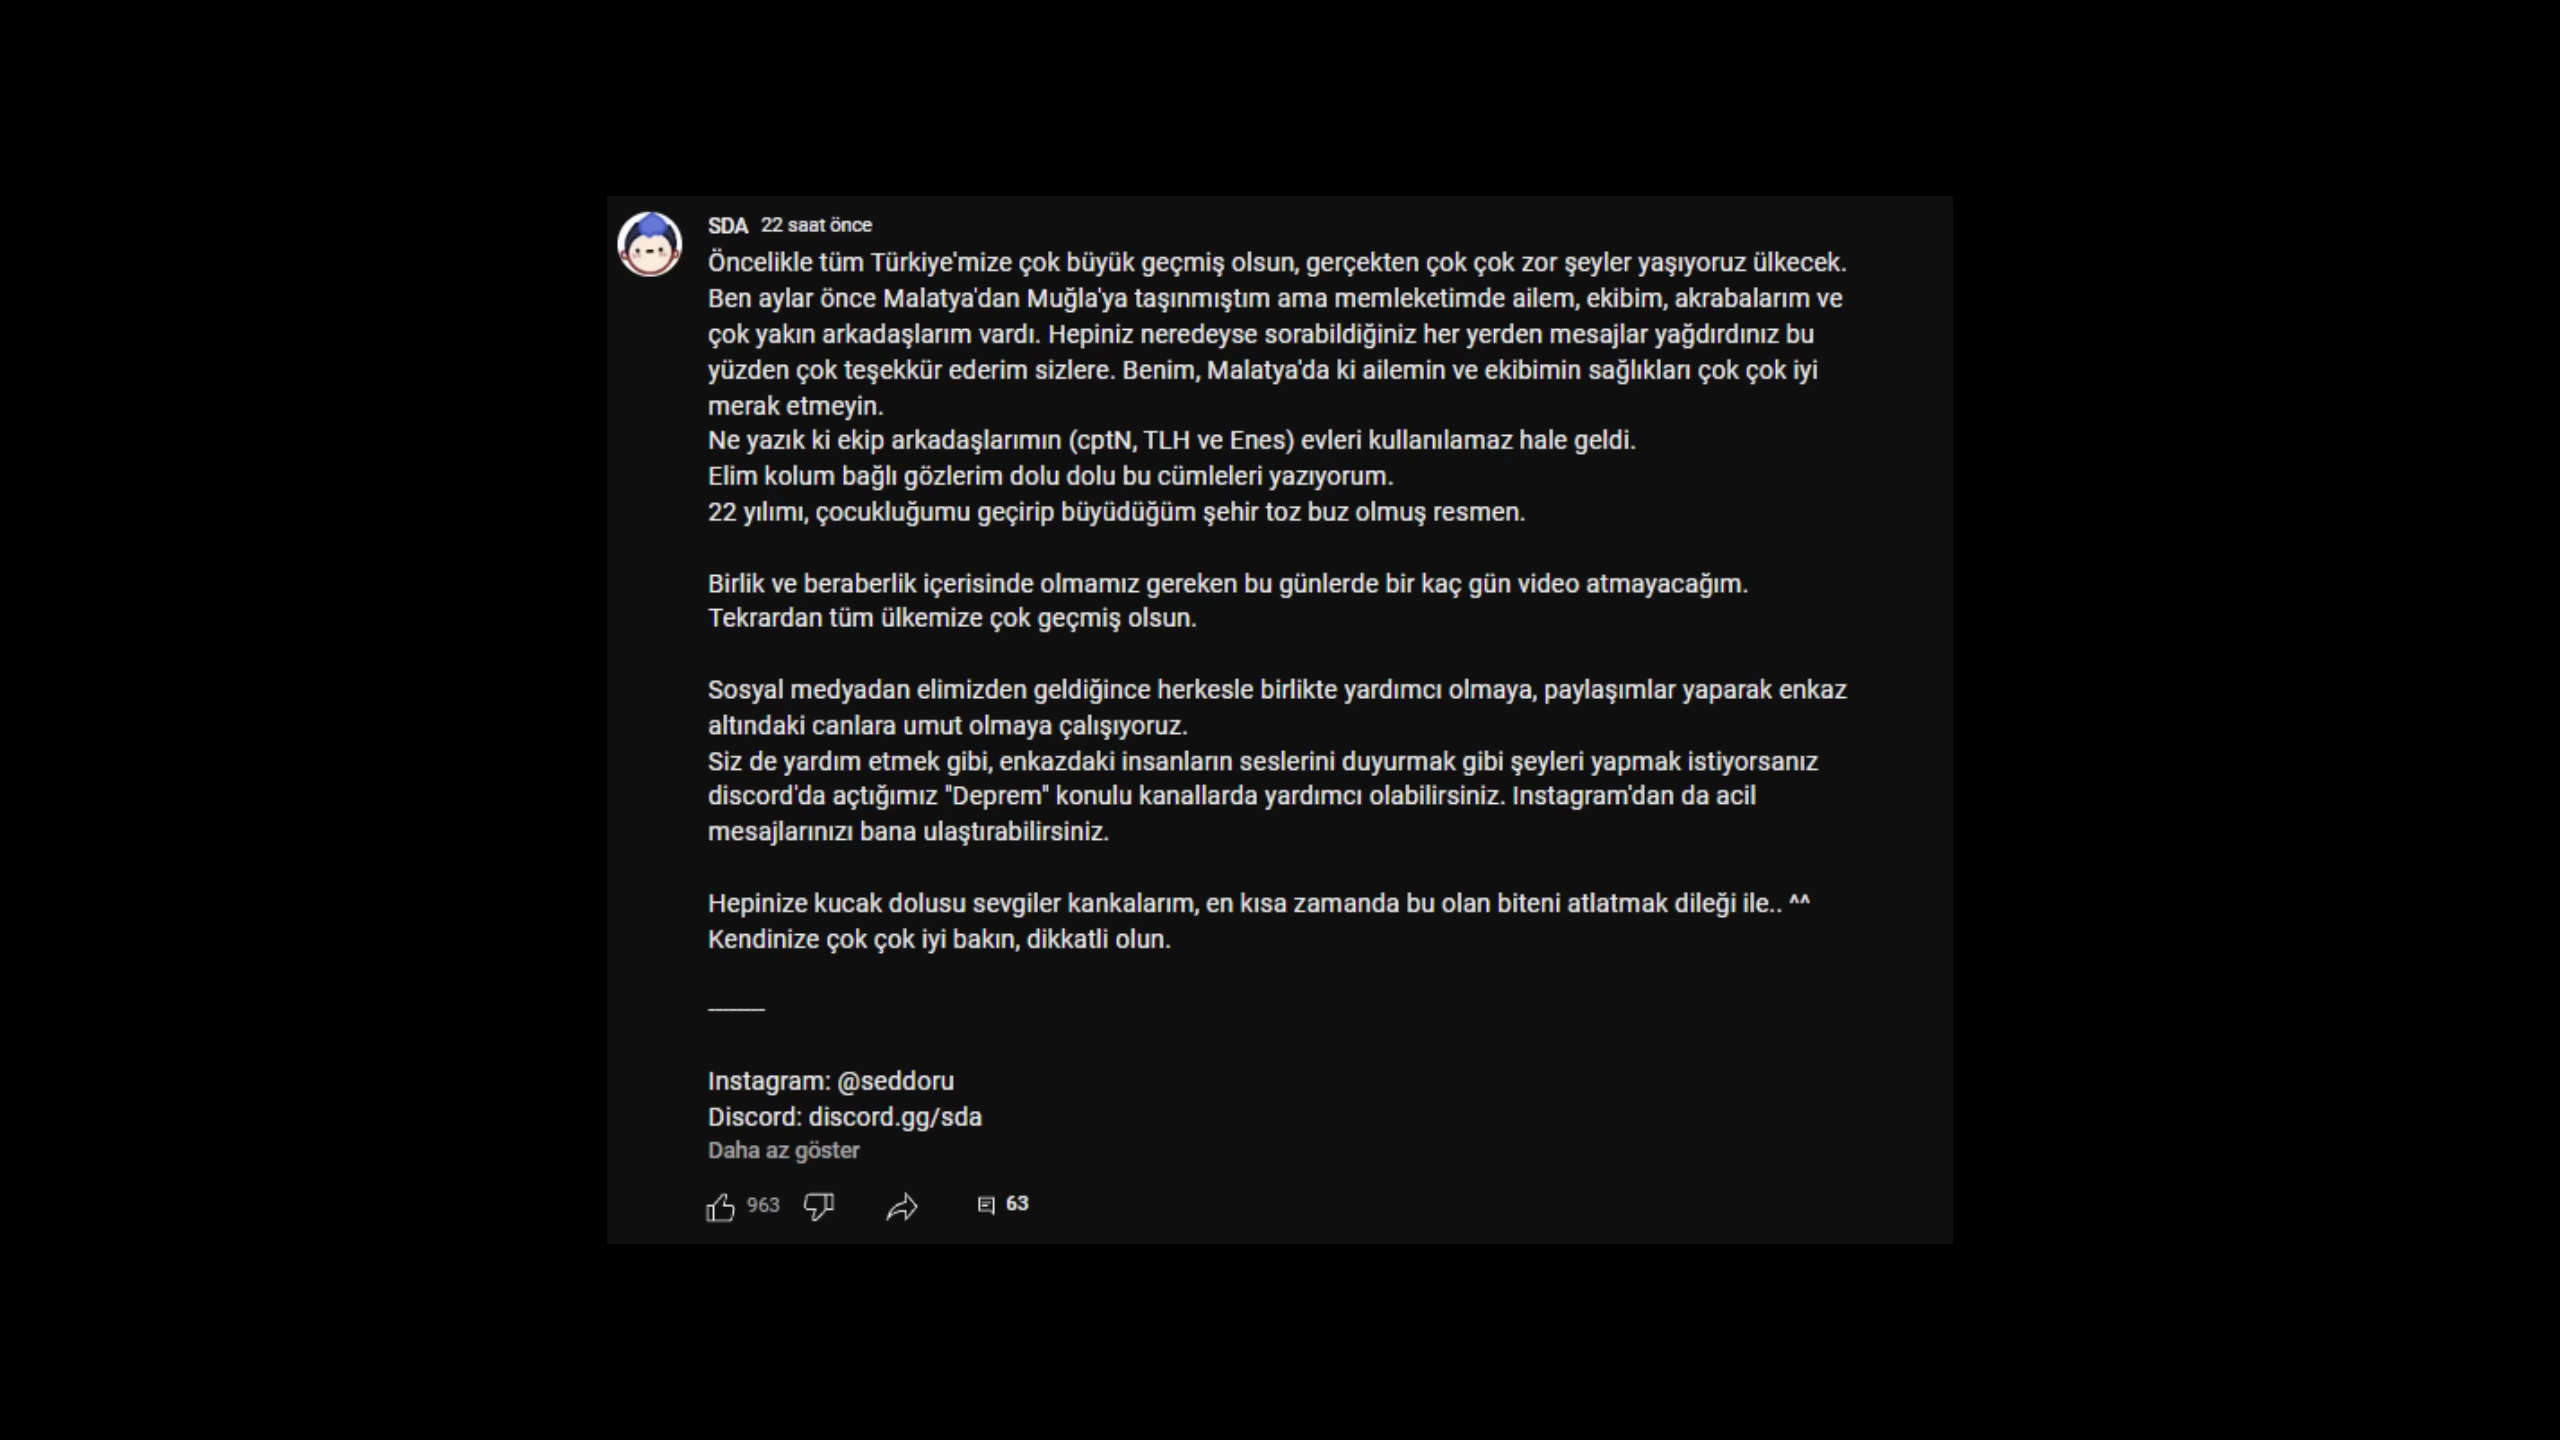 SDA 22 saat önce
Öncelikle tüm Türkiye'mize çok büyük geçmiş olsun, gerçekten çok çok zor şeyler yaşıyoruz ülkecek.
Ben aylar önce Malatya'dan Muğla'ya taşınmıştım ama memleketimde ailem, ekibim, akrabalarım ve
çok yakın arkadaşlarım vardı. Hepiniz neredeyse sorabildiğiniz her yerden mesajlar yağdırdınız bu
yüzden çok teşekkür ederim sizlere. Benim, Malatya'da ki ailemin ve ekibimin sağlıkları çok çok iyi
merak etmeyin.
Ne yazık ki ekip arkadaşlarımın (cptN, TLH ve Enes) evleri kullanılamaz hale geldi.
Elim kolum bağlı gözlerim dolu dolu bu cümleleri yazıyorum.
22 yılımı, çocukluğumu geçirip büyüdüğüm şehir toz buz olmuş resmen.
Birlik ve beraberlik içerisinde olmamız gereken bu günlerde bir kaç gün video atmayacağım.
Tekrardan tüm ülkemize çok geçmiş olsun.
Sosyal medyadan elimizden geldiğince herkesle birlikte yardımcı olmaya, paylaşımlar yaparak enkaz
altındaki canlara umut olmaya çalışıyoruz.
Siz de yardım etmek gibi, enkazdaki insanların seslerini duyurmak gibi şeyleri yapmak istiyorsanız
discord'da açtığımız "Deprem" konulu kanallarda yardımcı olabilirsiniz. Instagram'dan da acil
mesajlarınızı bana ulaştırabilirsiniz.
Hepinize kucak dolusu sevgiler kankalarım, en kısa zamanda bu olan biteni atlatmak dileği ile.. ^^
Kendinize çok çok iyi bakın, dikkatli olun.
_____
Instagram: @seddoru
Discord: discord.gg/sda
Daha az göster
963 63